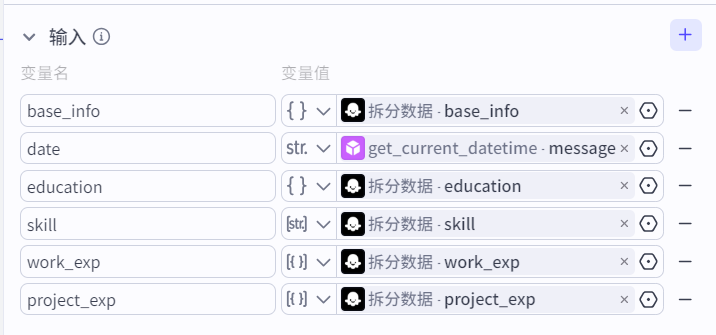 输入
变量名 变量值
base_info { } 拆分数据 · base_info
date str. get_current_datetime · message
education { } 拆分数据 · education
skill [str.] 拆分数据 · skill
work_exp [{ }] 拆分数据 · work_exp
project_exp [{ }] 拆分数据 · project_exp